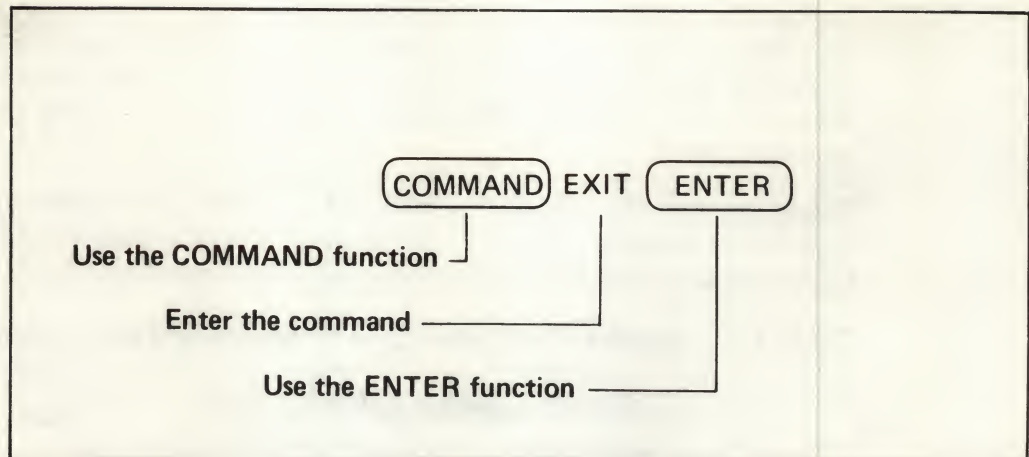 COMMAND EXIT ENTER
Use the COMMAND function
Enter the command
Use the ENTER function